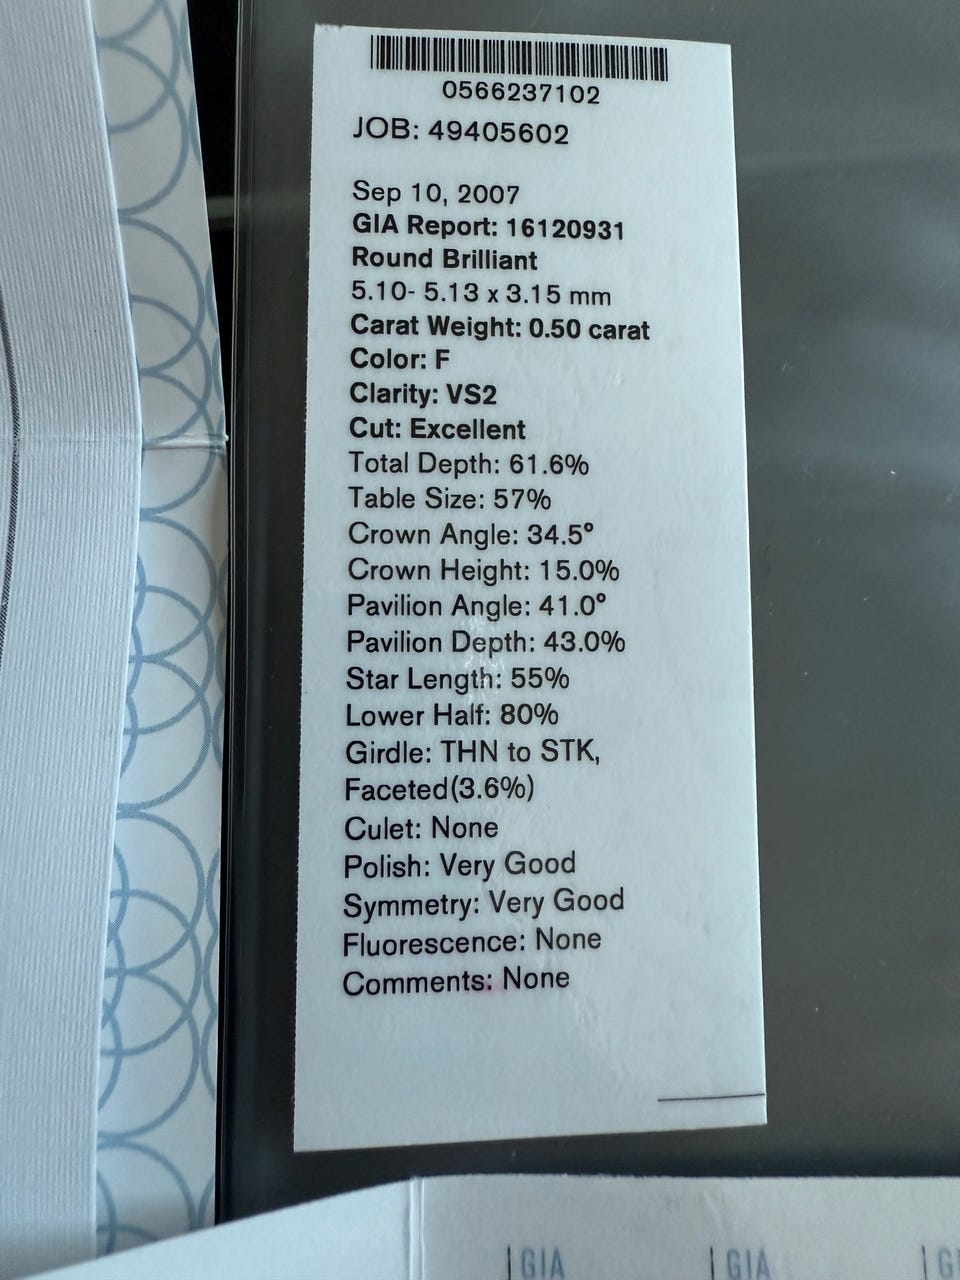 0566237102
JOB: 49405602
Sep 10, 2007
GIA Report: 16120931
Round Brilliant
5.10- 5.13 x 3.15 mm
Carat Weight: 0.50 carat
Color: F
Clarity: VS2
Cut: Excellent
Total Depth: 61.6%
Table Size: 57%
Crown Angle: 34.5°
Crown Height: 15.0%
Pavilion Angle: 41.0°
Pavilion Depth: 43.0%
Star Length: 55%
Lower Half: 80%
Girdle: THN to STK,
Faceted(3.6%)
Culet: None
Polish: Very Good
Symmetry: Very Good
Fluorescence: None
Comments: None
GIA GIA